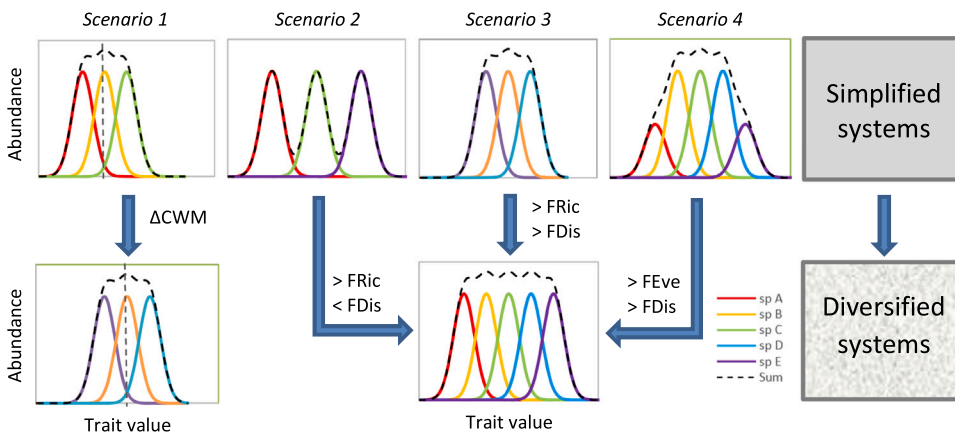 Scenario 1
Scenario 2
Scenario 3
Scenario 4
Abundance
Simplified
systems
ΔCWM
> FRic
< FDis
> FRic
> FDis
> FEve
> FDis
Abundance
Trait value
Trait value
sp A
sp B
sp C
sp D
sp E
Sum
Diversified
systems